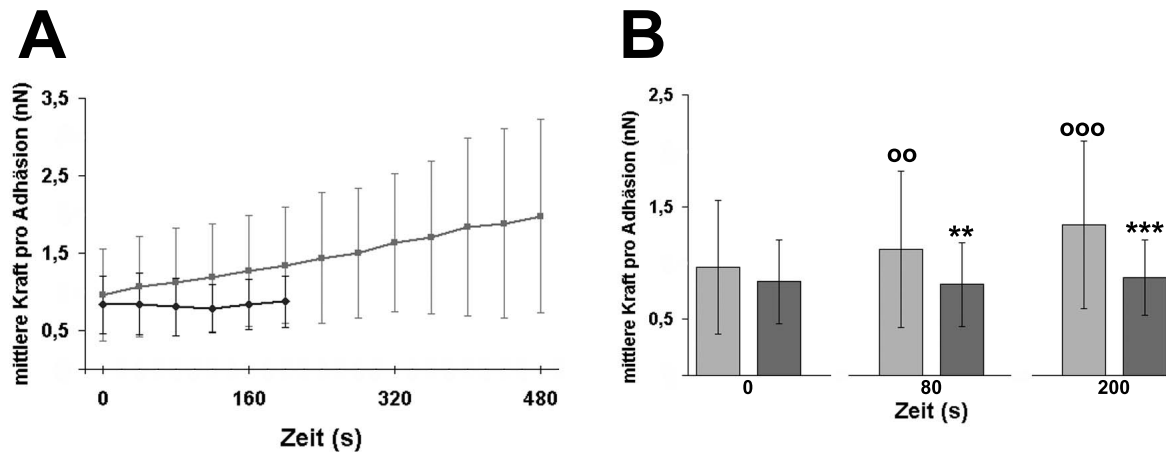 A
mittlere Kraft pro Adhäsion (nN)
3,5
2,5
1,5
0,5
0 160 320 480
Zeit (s)
B
mittlere Kraft pro Adhäsion (nN)
2,5
1,5
0,5
oo
**
ooo
***
0 80 200
Zeit (s)